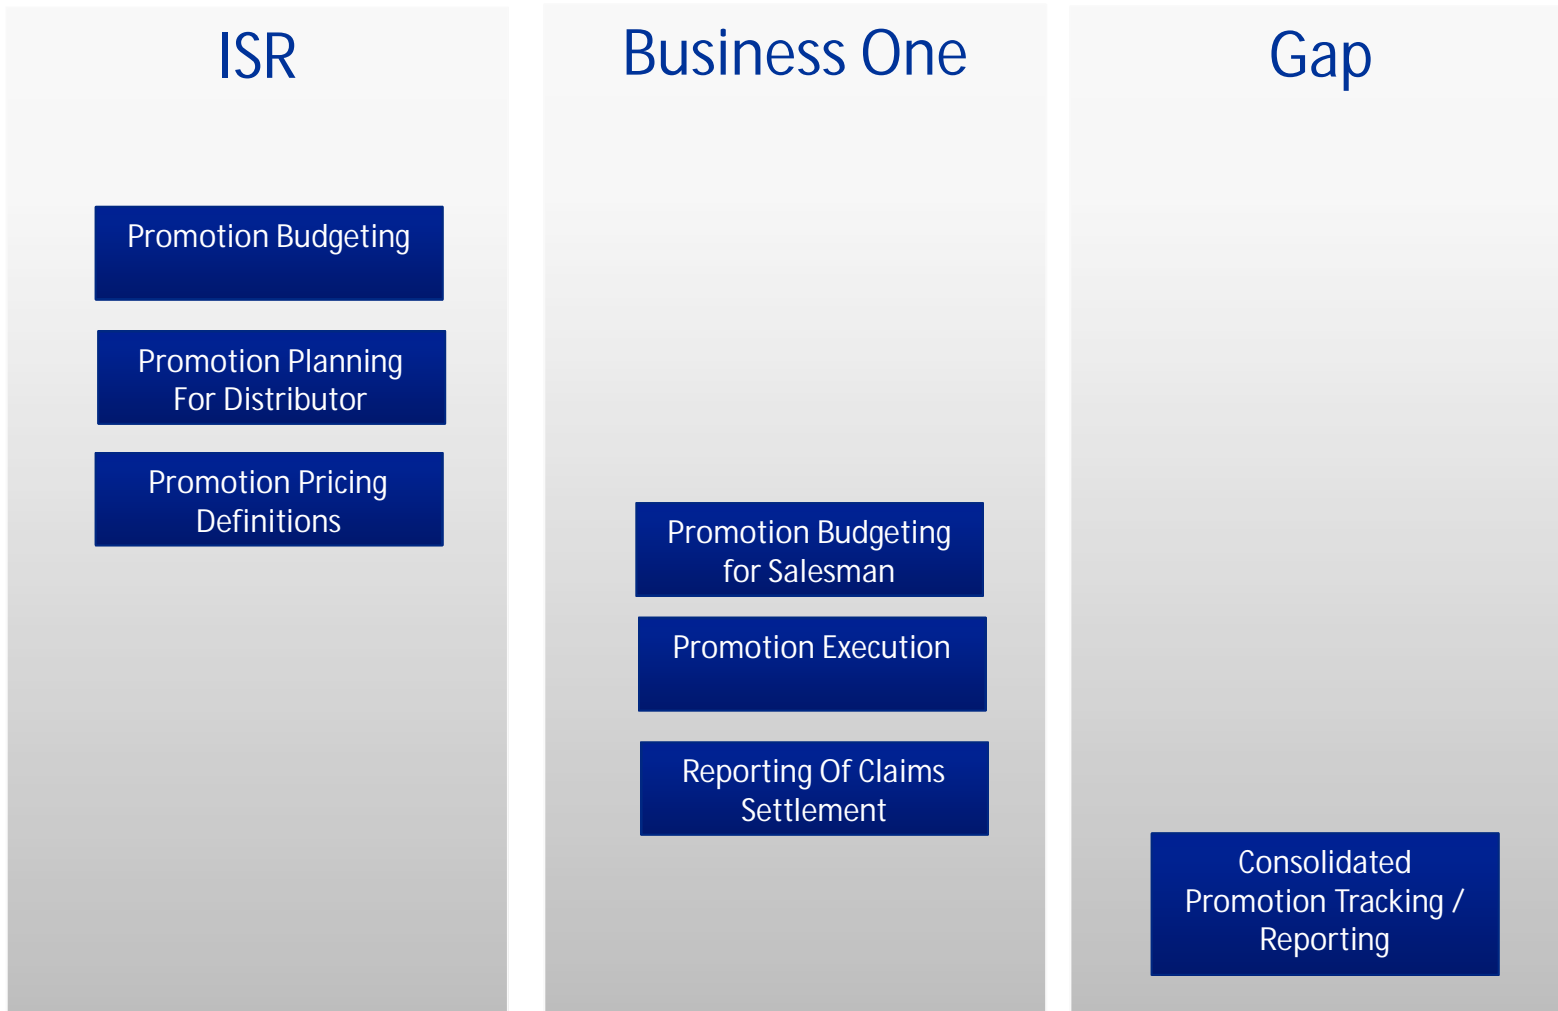 ISR
Promotion Budgeting
Promotion Planning
For Distributor
Promotion Pricing
Definitions
Business One
Promotion Budgeting
for Salesman
Promotion Execution
Reporting Of Claims
Settlement
Gap
Consolidated
Promotion Tracking /
Reporting